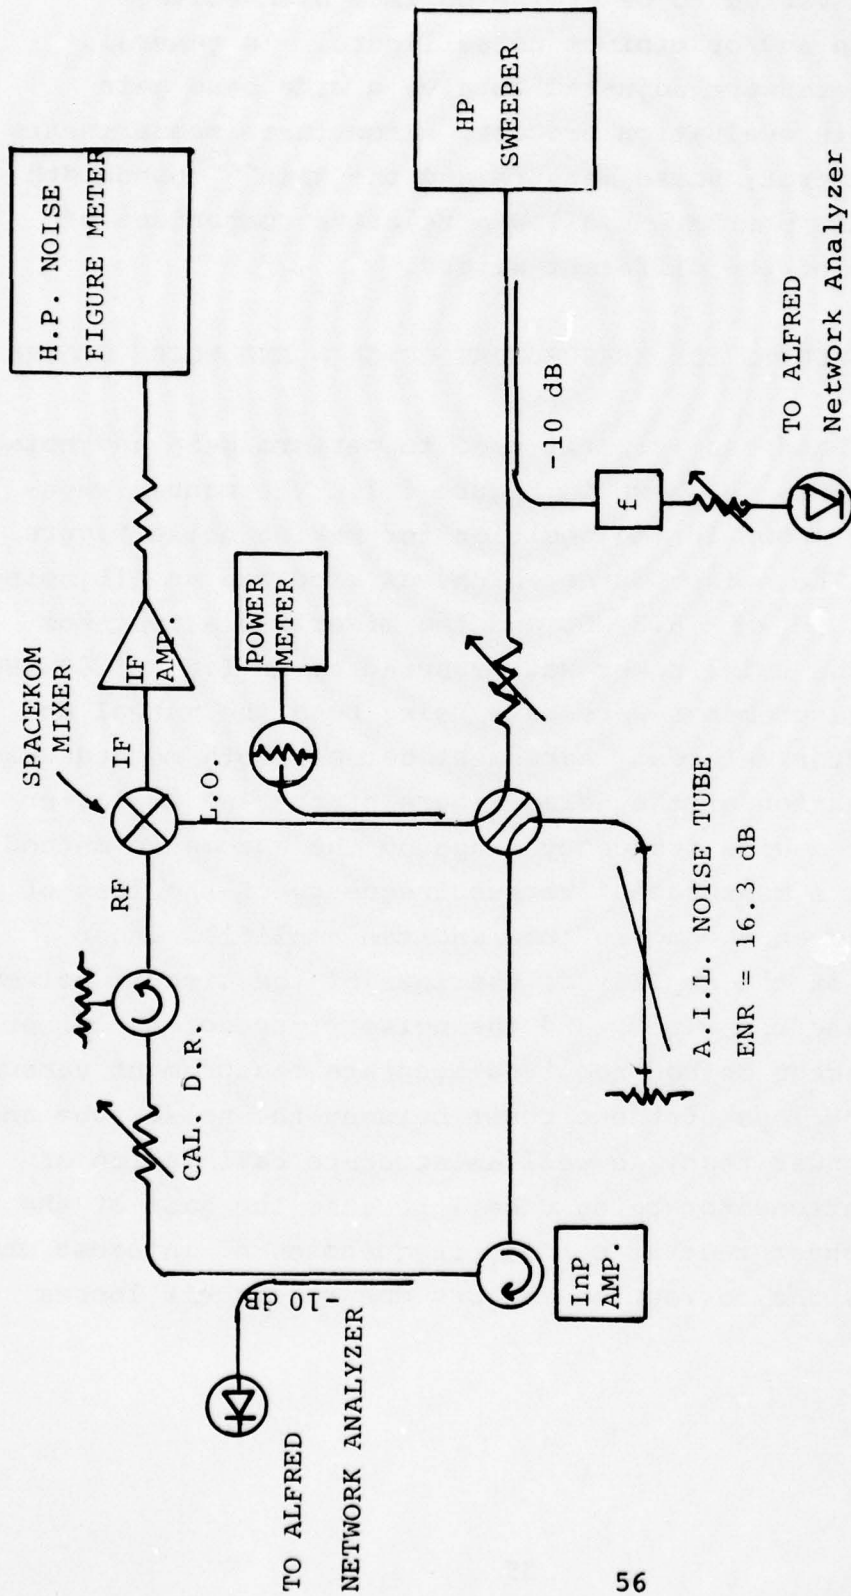 H.P. NOISE
FIGURE METER
HP
SWEEPER
SPACEKOM
MIXER
IF
AMP.
IF
RF
L.O.
POWER
METER
CAL. D.R.
-10 dB
f
TO ALFRED
Network Analyzer
A.I.L. NOISE TUBE
ENR = 16.3 dB
InP
AMP.
-10 dB
TO ALFRED
NETWORK ANALYZER
56